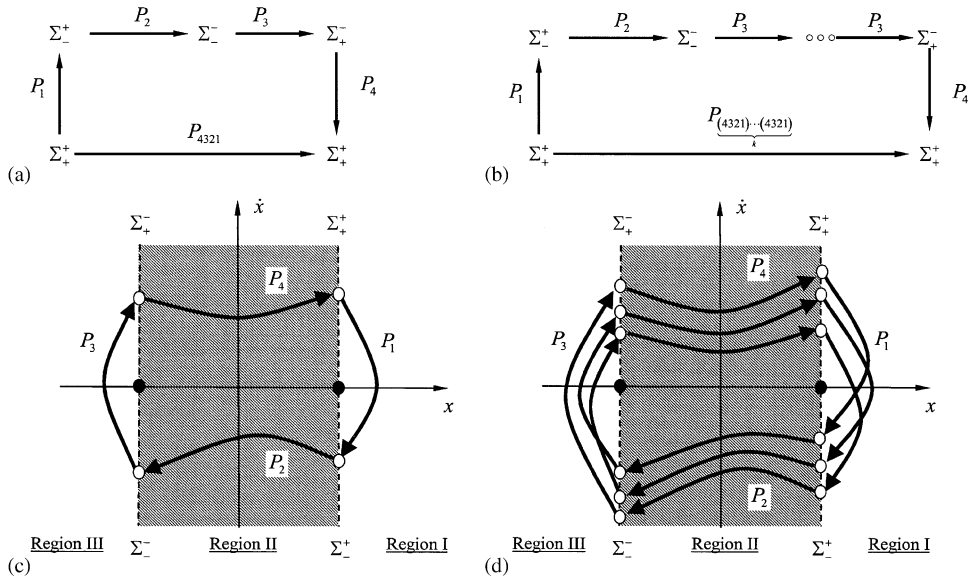 P₂ P₃
Σ₋⁺ Σ₋⁻ Σ₊⁻
P₁ P₄
P₄₃₂₁
(a) Σ₊⁺ Σ₊⁺
P₂ P₃ P₃
Σ₋⁺ Σ₋⁻ ∘∘∘ Σ₊⁻
P₁ P₄
P(4321)···(4321)
k
(b) Σ₊⁺ Σ₊⁺
Σ₊⁻ ẋ Σ₊⁺
P₄
P₃ P₁
x
P₂
Region III Region II Region I
(c) Σ₋⁻ Σ₋⁺
Σ₊⁻ ẋ Σ₊⁺
P₄
P₃ P₁
x
P₂
Region III Region II Region I
(d) Σ₋⁻ Σ₋⁺